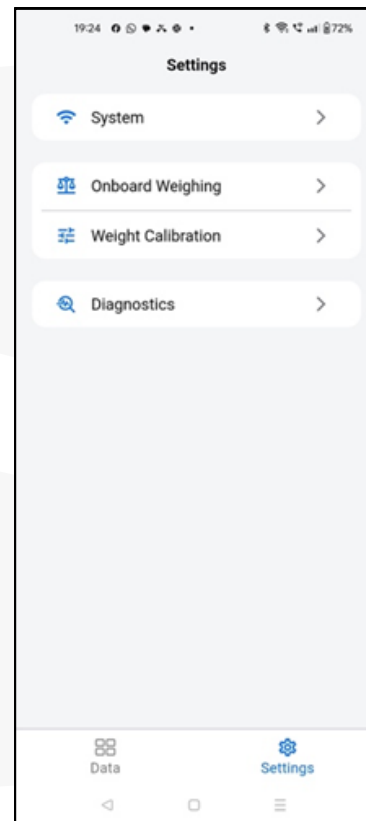 19:24 72%
Settings
System
Onboard Weighing
Weight Calibration
Diagnostics
Data
Settings